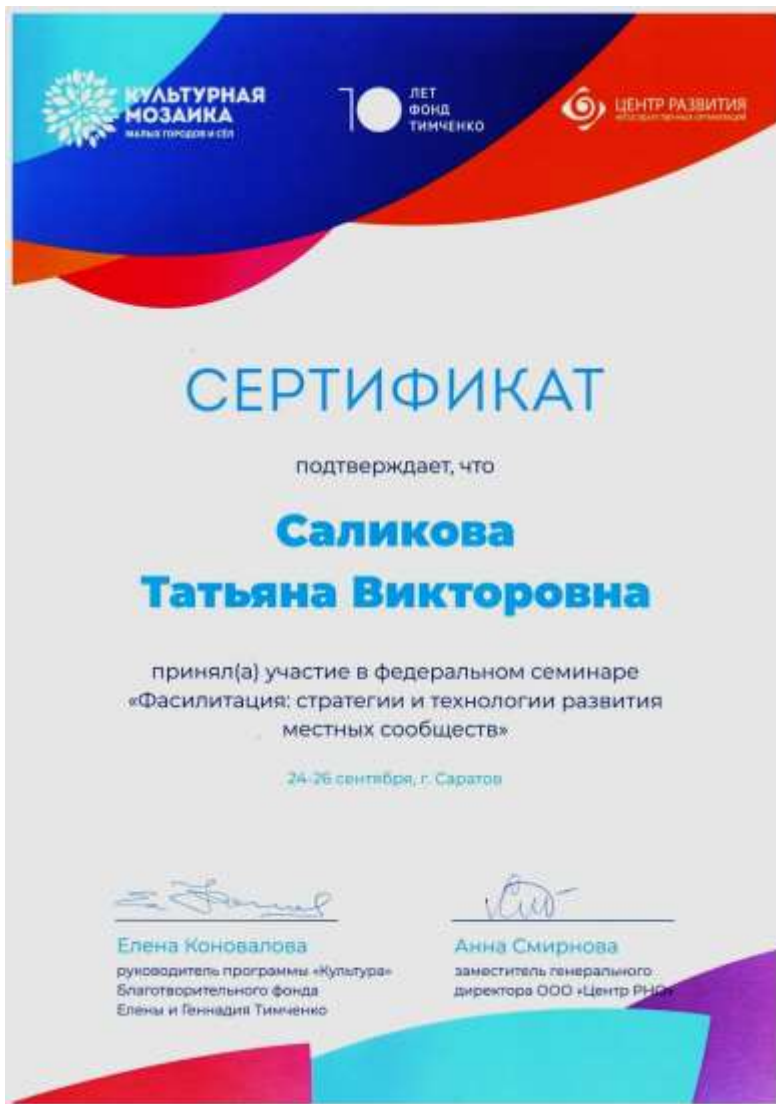 КУЛЬТУРНАЯ
МОЗАИКА
МАЛЫХ ГОРОДОВ И СЁЛ
10 ЛЕТ
ФОНД
ТИМЧЕНКО
ЦЕНТР РАЗВИТИЯ
НЕГОСУДАРСТВЕННЫХ ОРГАНИЗАЦИЙ
СЕРТИФИКАТ
подтверждает, что
Саликова
Татьяна Викторовна
принял(а) участие в федеральном семинаре
«Фасилитация: стратегии и технологии развития
местных сообществ»
24-26 сентября, г. Саратов
Елена Коновалова
руководитель программы «Культура»
Благотворительного фонда
Елены и Геннадия Тимченко
Анна Смирнова
заместитель генерального
директора ООО «Центр РНО»